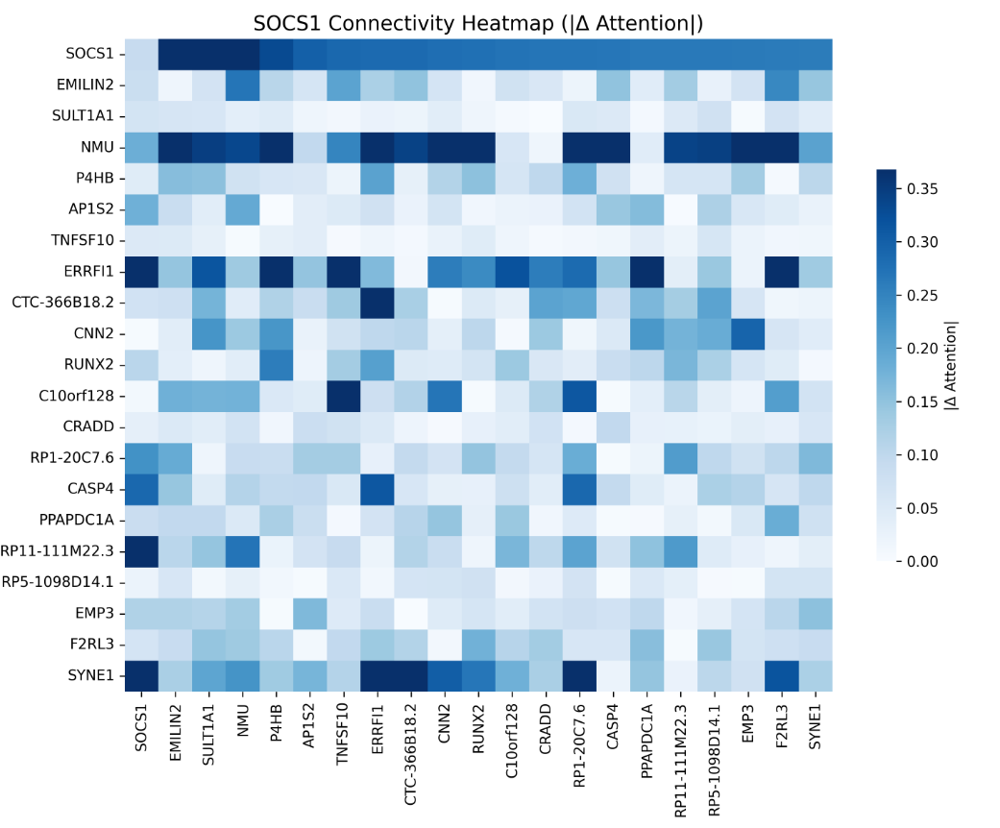 SOCS1 Connectivity Heatmap (|Δ Attention|)
SOCS1
EMILIN2
SULT1A1
NMU
P4HB
AP1S2
TNFSF10
ERRFI1
CTC-366B18.2
CNN2
RUNX2
C10orf128
CRADD
RP1-20C7.6
CASP4
PPAPDC1A
RP11-111M22.3
RP5-1098D14.1
EMP3
F2RL3
SYNE1
SOCS1
EMILIN2
SULT1A1
NMU
P4HB
AP1S2
TNFSF10
ERRFI1
CTC-366B18.2
CNN2
RUNX2
C10orf128
CRADD
RP1-20C7.6
CASP4
PPAPDC1A
RP11-111M22.3
RP5-1098D14.1
EMP3
F2RL3
SYNE1
0.35
0.30
0.25
0.20
0.15
0.10
0.05
0.00
|Δ Attention|